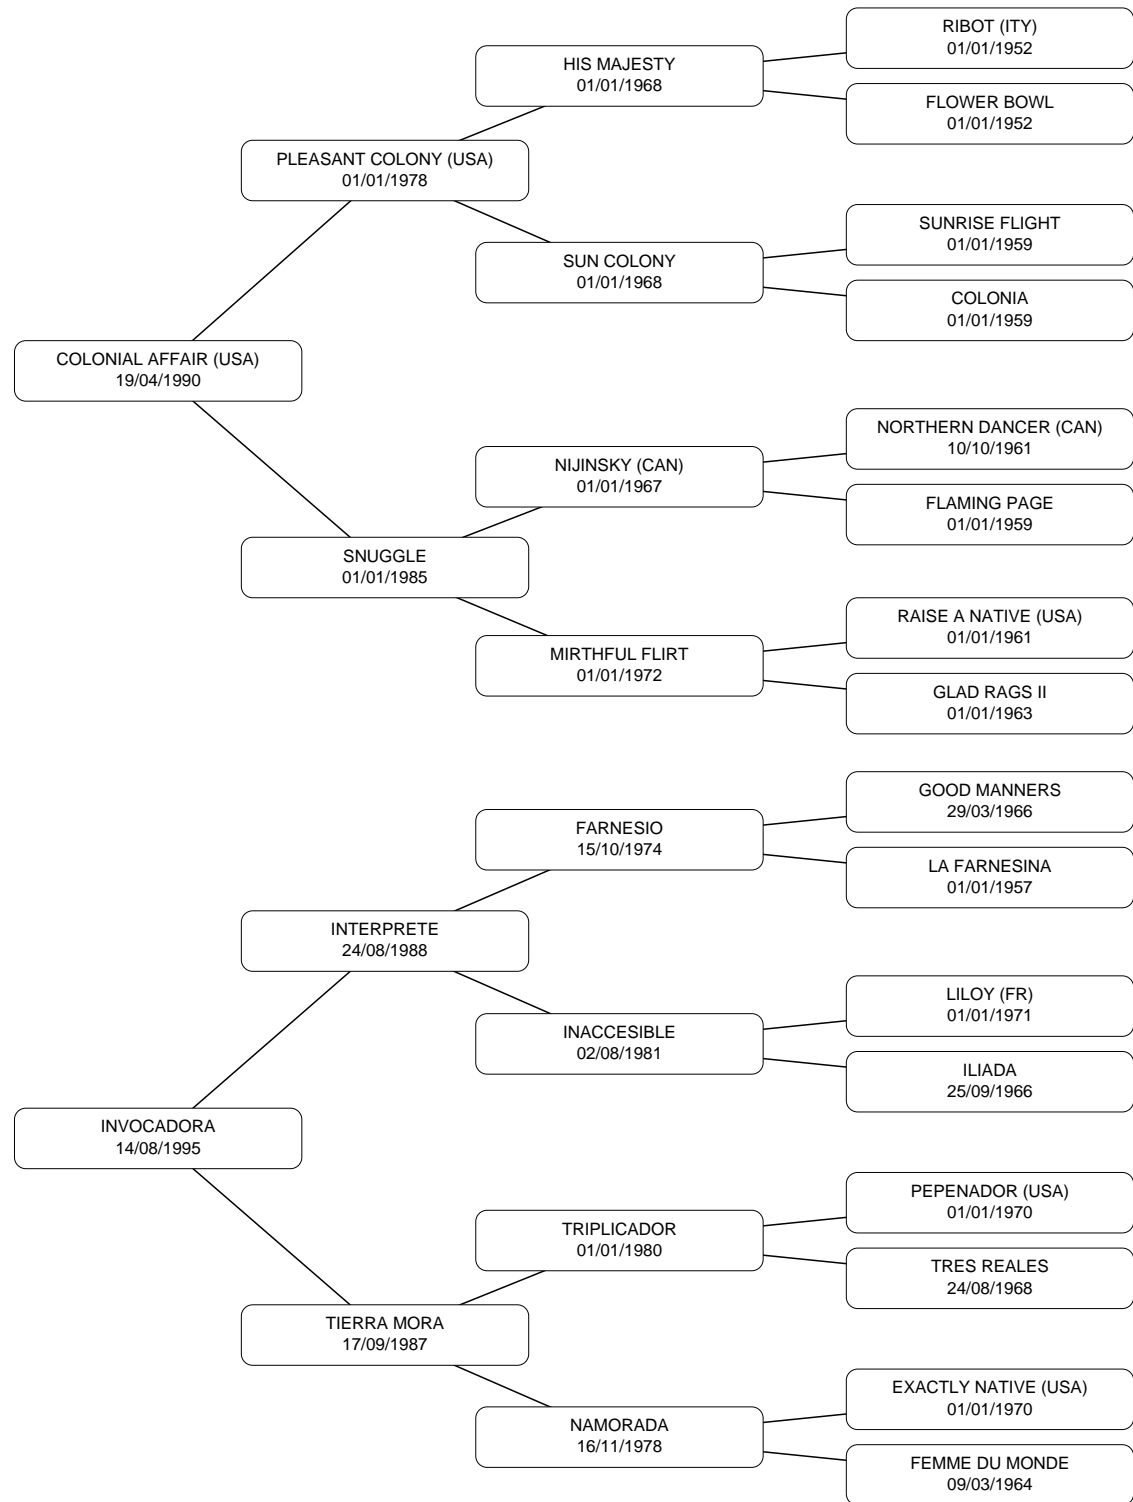 RIBOT (ITY)
01/01/1952
HIS MAJESTY
01/01/1968
FLOWER BOWL
01/01/1952
PLEASANT COLONY (USA)
01/01/1978
SUNRISE FLIGHT
01/01/1959
SUN COLONY
01/01/1968
COLONIA
01/01/1959
COLONIAL AFFAIR (USA)
19/04/1990
NORTHERN DANCER (CAN)
10/10/1961
NIJINSKY (CAN)
01/01/1967
FLAMING PAGE
01/01/1959
SNUGGLE
01/01/1985
RAISE A NATIVE (USA)
01/01/1961
MIRTHFUL FLIRT
01/01/1972
GLAD RAGS II
01/01/1963
GOOD MANNERS
29/03/1966
FARNESIO
15/10/1974
LA FARNESINA
01/01/1957
INTERPRETE
24/08/1988
LILOY (FR)
01/01/1971
INACCESIBLE
02/08/1981
ILIADA
25/09/1966
INVOCADORA
14/08/1995
PEPENADOR (USA)
01/01/1970
TRIPLICADOR
01/01/1980
TRES REALES
24/08/1968
TIERRA MORA
17/09/1987
EXACTLY NATIVE (USA)
01/01/1970
NAMORADA
16/11/1978
FEMME DU MONDE
09/03/1964